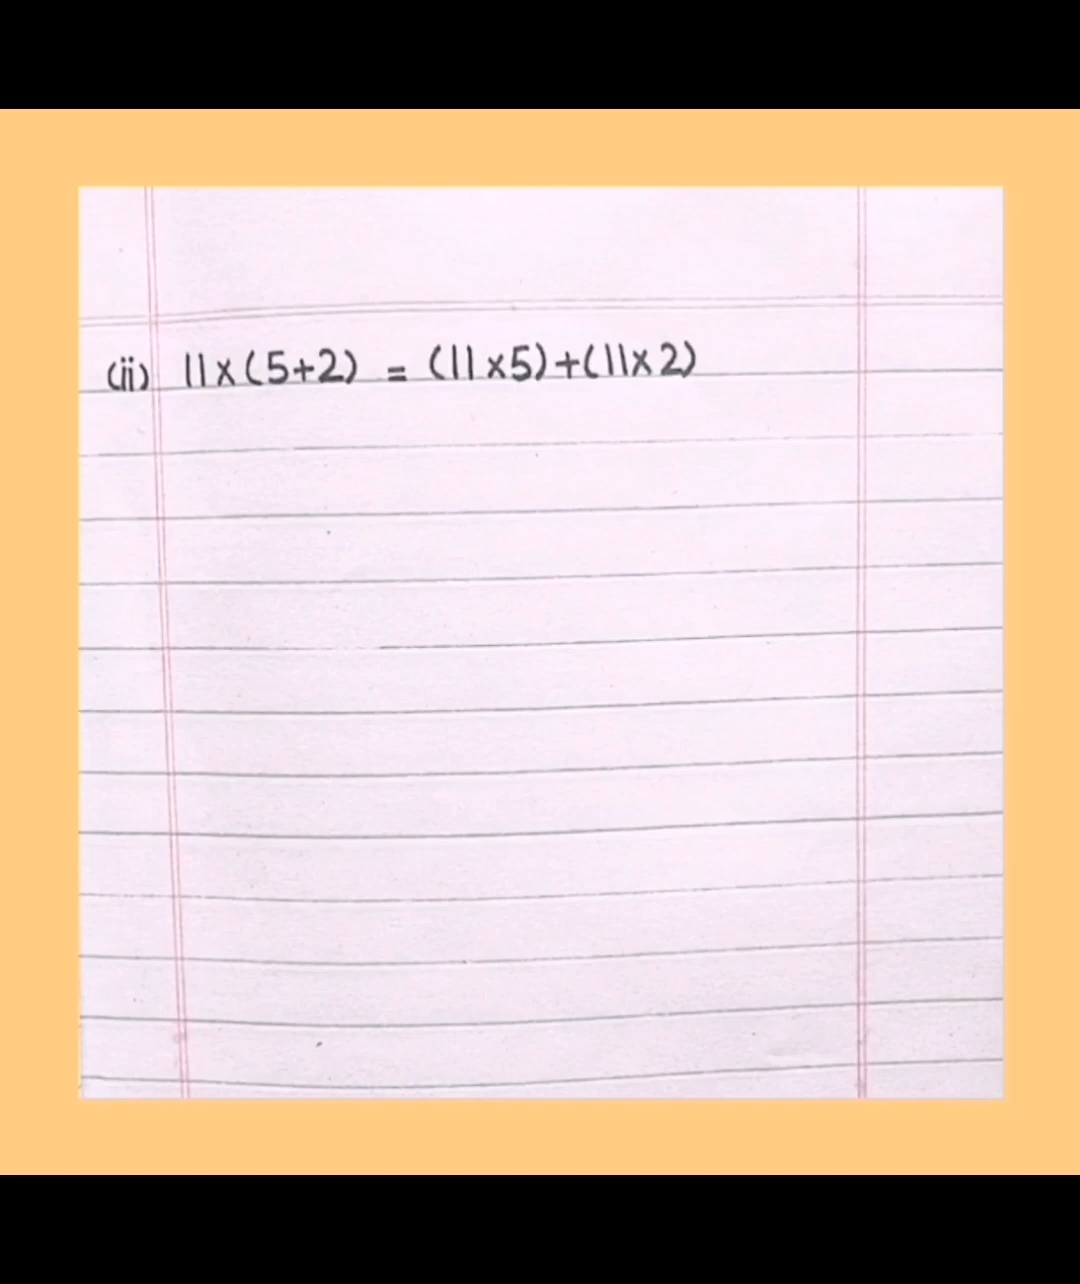 (ii) 11×(5+2) = (11×5)+(11×2)